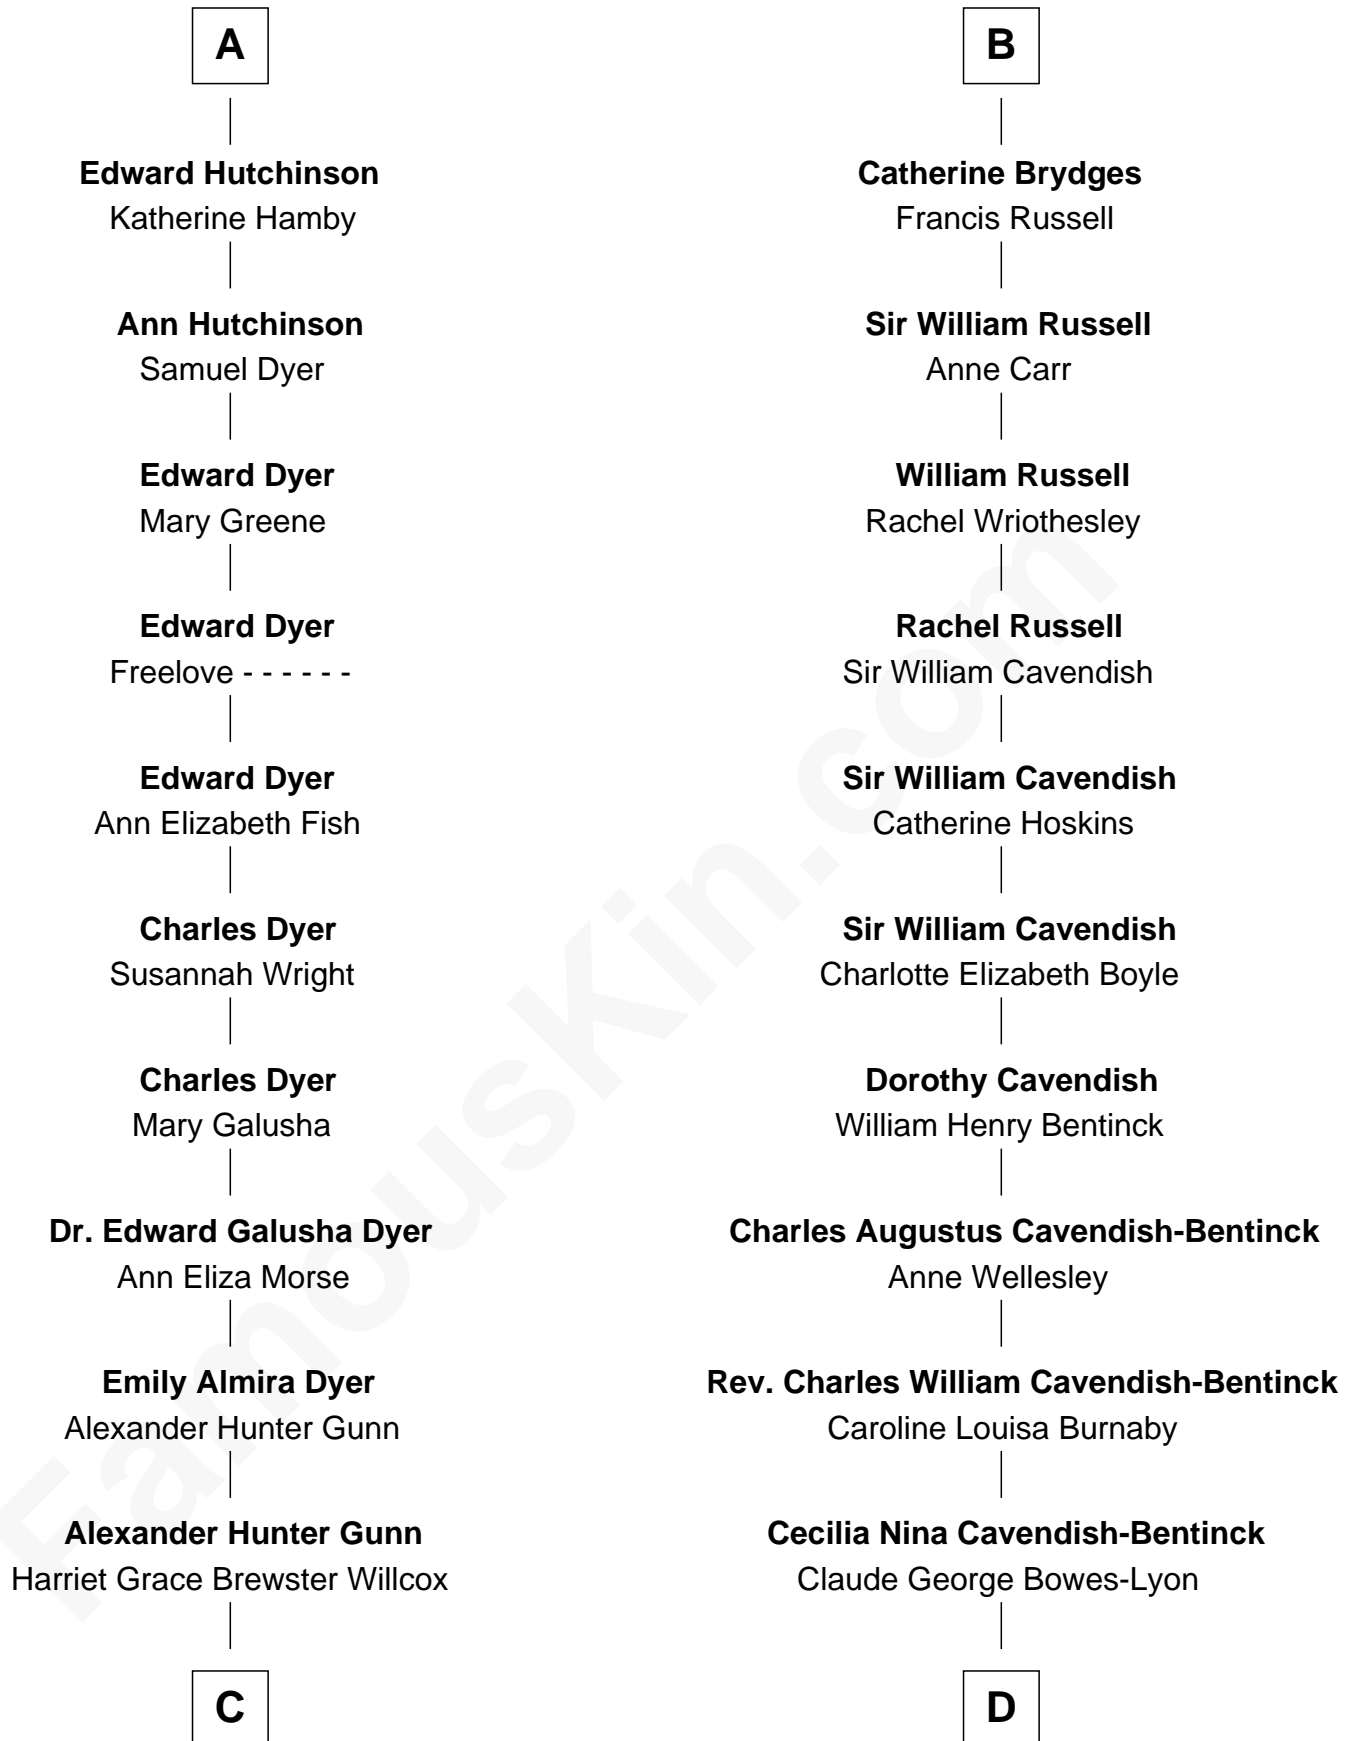 A
Edward Hutchinson
Katherine Hamby
Ann Hutchinson
Samuel Dyer
Edward Dyer
Mary Greene
Edward Dyer
Freelove - - - - - -
Edward Dyer
Ann Elizabeth Fish
Charles Dyer
Susannah Wright
Charles Dyer
Mary Galusha
Dr. Edward Galusha Dyer
Ann Eliza Morse
Emily Almira Dyer
Alexander Hunter Gunn
Alexander Hunter Gunn
Harriet Grace Brewster Willcox
C
B
Catherine Brydges
Francis Russell
Sir William Russell
Anne Carr
William Russell
Rachel Wriothesley
Rachel Russell
Sir William Cavendish
Sir William Cavendish
Catherine Hoskins
Sir William Cavendish
Charlotte Elizabeth Boyle
Dorothy Cavendish
William Henry Bentinck
Charles Augustus Cavendish-Bentinck
Anne Wellesley
Rev. Charles William Cavendish-Bentinck
Caroline Louisa Burnaby
Cecilia Nina Cavendish-Bentinck
Claude George Bowes-Lyon
D
FamousKin.com